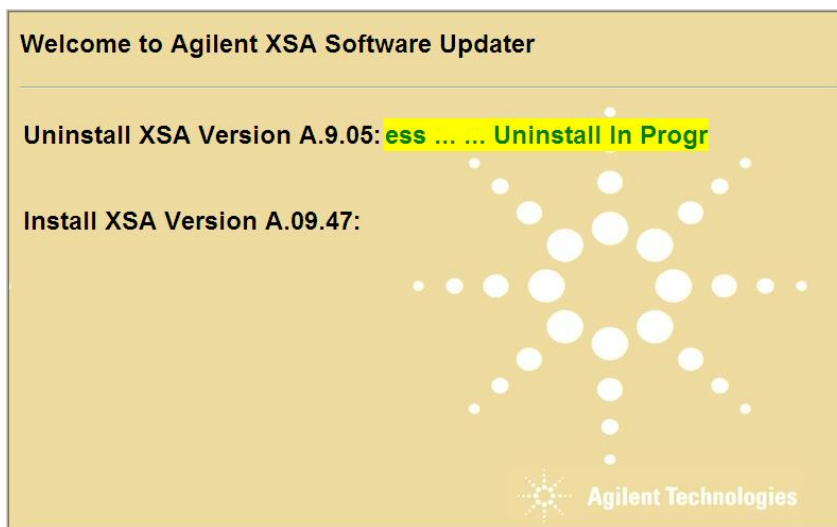 Welcome to Agilent XSA Software Updater
Uninstall XSA Version A.9.05: ess ... ... Uninstall In Progr
Install XSA Version A.09.47:
Agilent Technologies